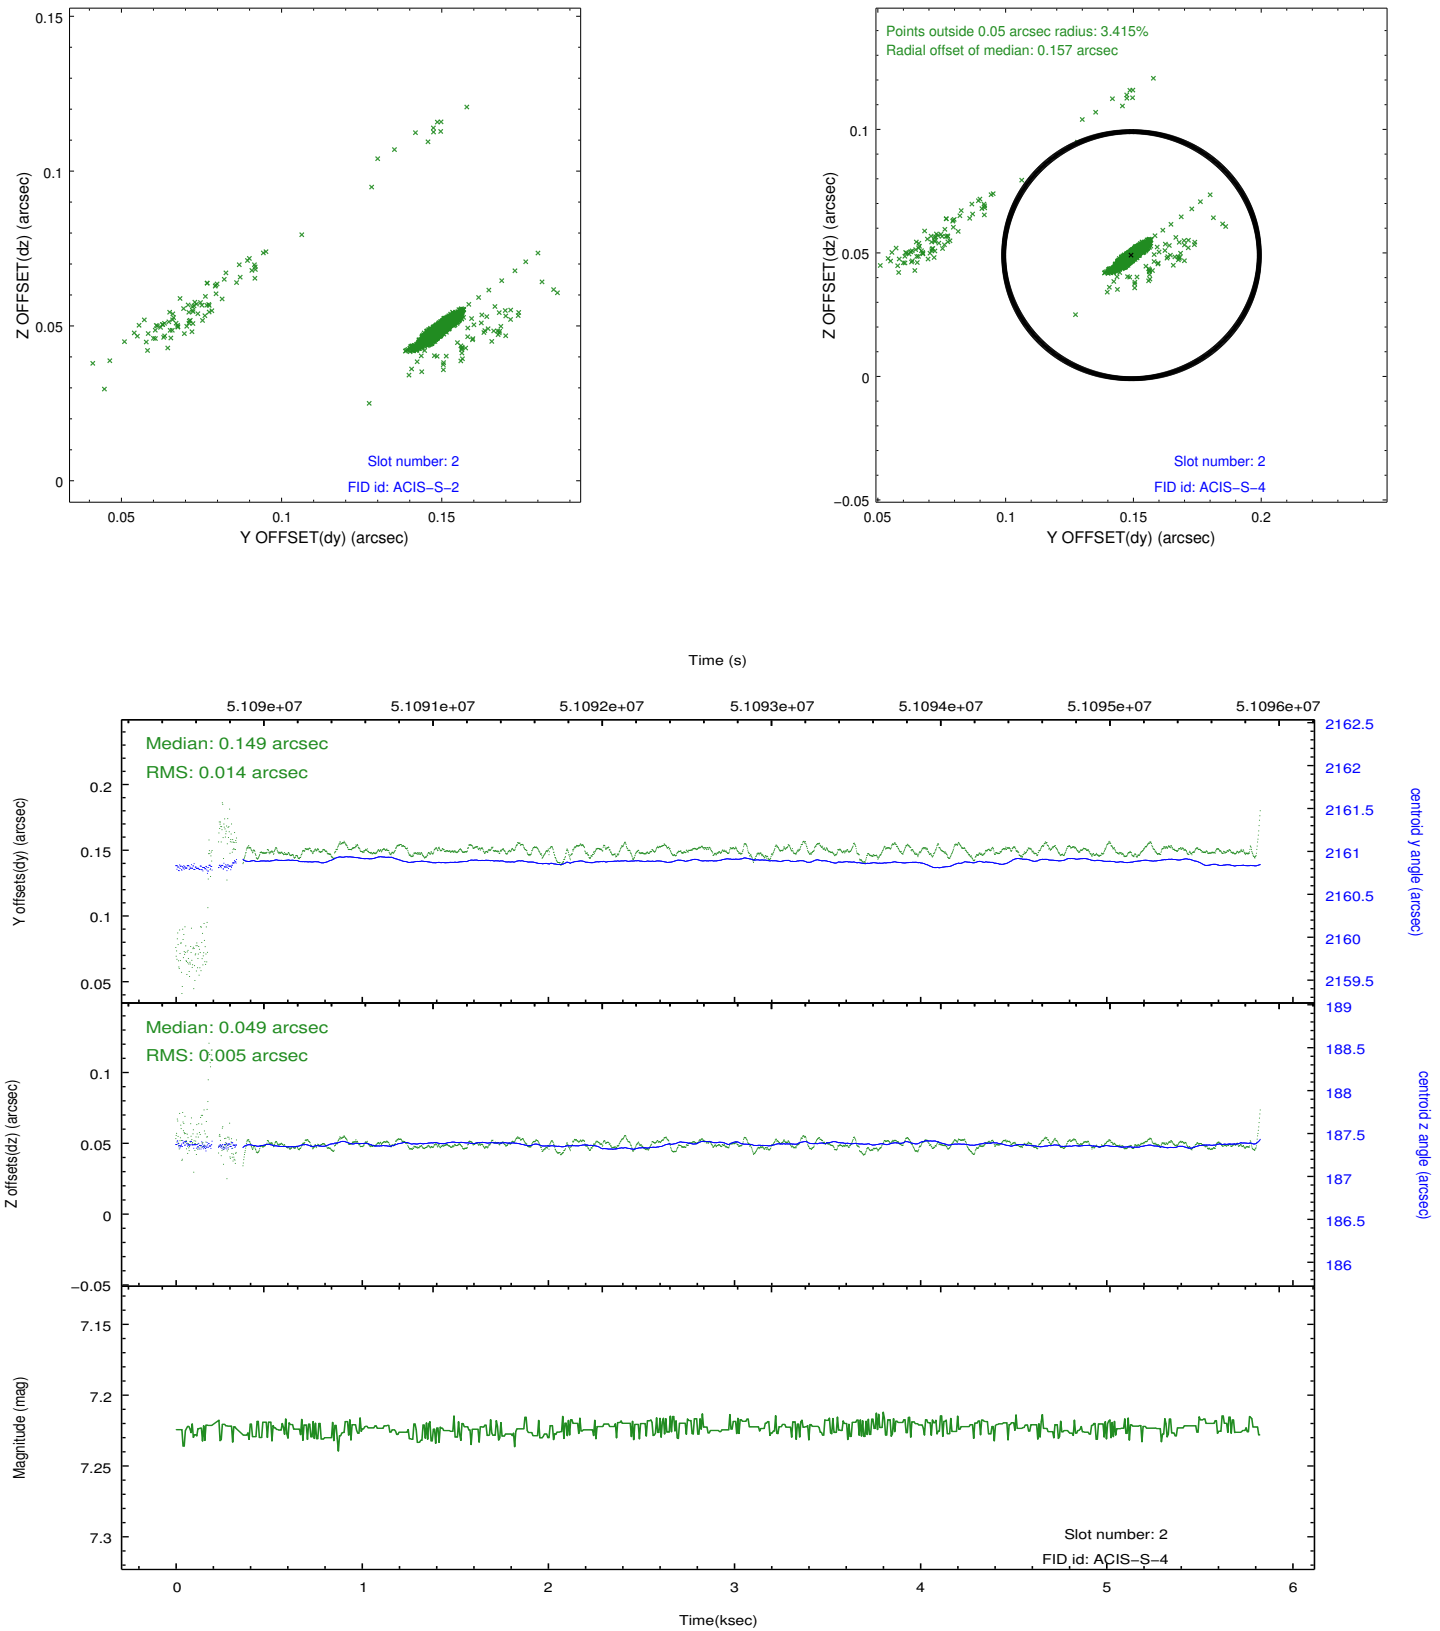 0.15
0.1
0.05
0
Z OFFSET(dz) (arcsec)
Slot number: 2
FID id: ACIS−S−2
0.05
0.1
0.15
Y OFFSET(dy) (arcsec)
Points outside 0.05 arcsec radius: 3.415%
Radial offset of median: 0.157 arcsec
0.1
0.05
0
−0.05
Z OFFSET(dz) (arcsec)
Slot number: 2
FID id: ACIS−S−4
0.05
0.1
0.15
0.2
Y OFFSET(dy) (arcsec)
Time (s)
5.109e+07
5.1091e+07
5.1092e+07
5.1093e+07
5.1094e+07
5.1095e+07
5.1096e+07
Median: 0.149 arcsec
RMS: 0.014 arcsec
0.2
0.15
0.1
0.05
Y offsets(dy) (arcsec)
2162.5
2162
2161.5
2161
2160.5
2160
2159.5
centroid y angle (arcsec)
Median: 0.049 arcsec
RMS: 0.005 arcsec
0.1
0.05
0
−0.05
Z offsets(dz) (arcsec)
189
188.5
188
187.5
187
186.5
186
centroid z angle (arcsec)
7.15
7.2
7.25
7.3
Magnitude (mag)
Slot number: 2
FID id: ACIS−S−4
0
1
2
3
4
5
6
Time(ksec)